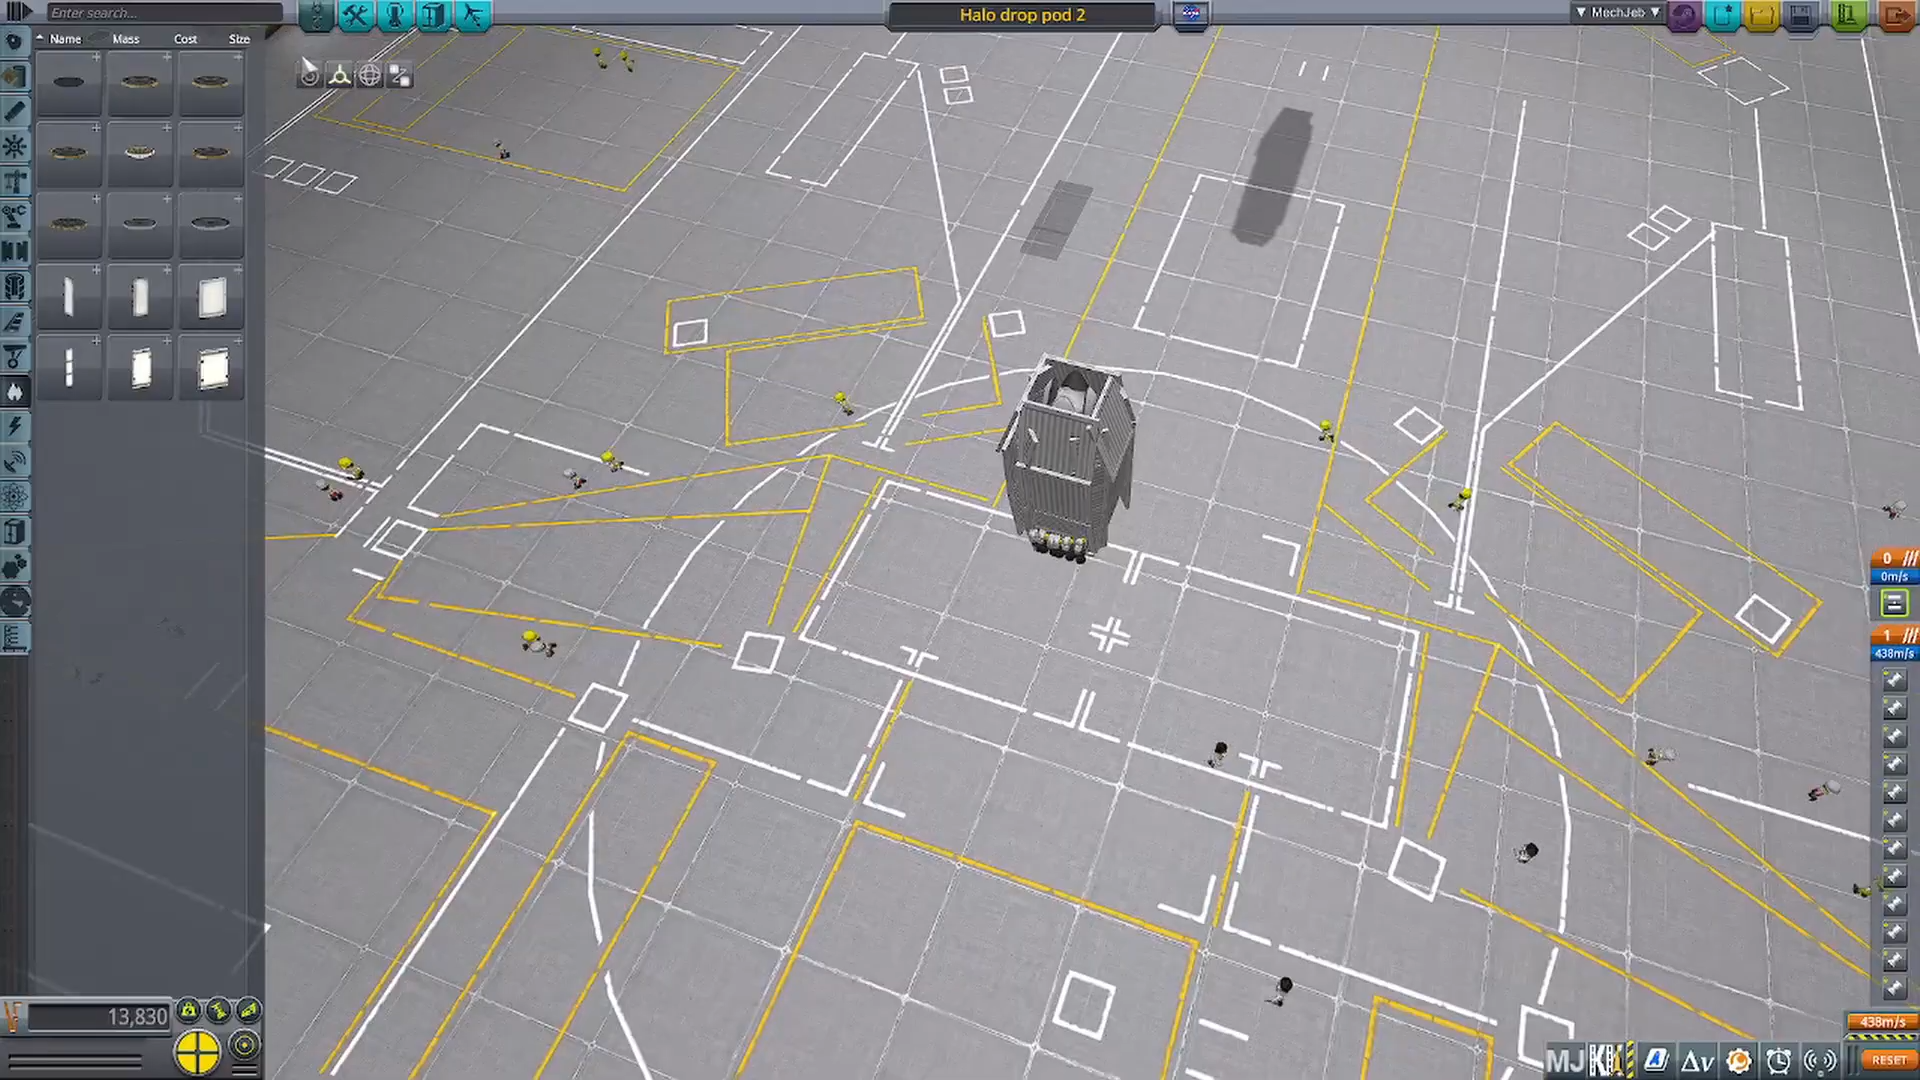 Enter search...
Halo drop pod 2
▼ MechJeb ▼
Name Mass Cost Size
0
0m/s
1
438m/s
13,830
438m/s
MJ
Δv
RESET